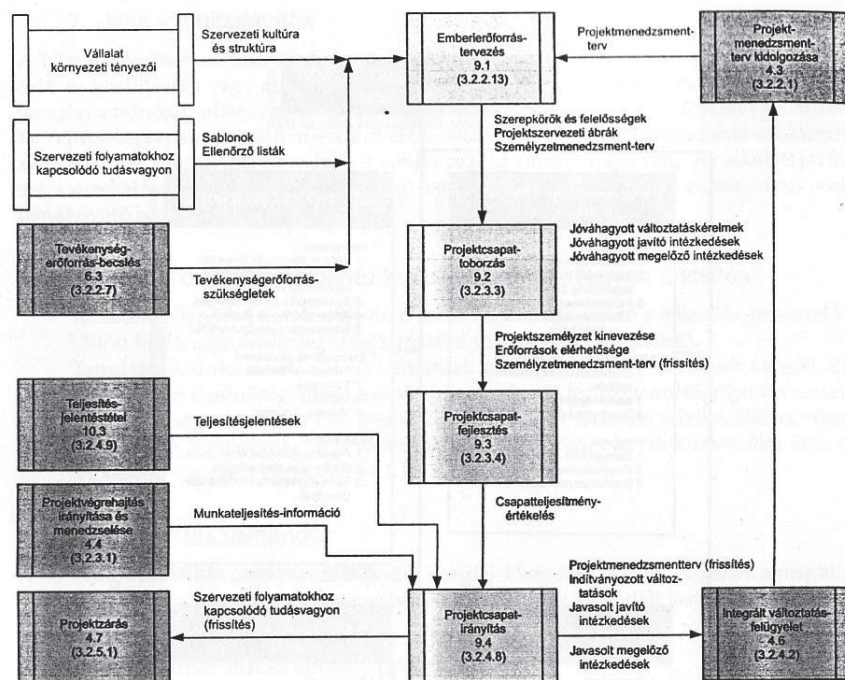 Vállalat
környezeti tényezői
Szervezeti kultúra
és struktúra
Emberierőforrás-
tervezés
9.1
(3.2.2.13)
Projektmenedzsment-
terv
Projekt-
menedzsment-
terv kidolgozása
4.3
(3.2.2.1)
Szervezeti folyamatokhoz
kapcsolódó tudásvagyon
Sablonok
Ellenőrző listák
Szerepkörök és felelősségek
Projektszervezeti ábrák
Személyzetmenedzsment-terv
Tevékenység-
erőforrás-becslés
6.3
(3.2.2.7)
Tevékenységerőforrás-
szükségletek
Projektcsapat-
toborzás
9.2
(3.2.3.3)
Jóváhagyott változtatáskérelmek
Jóváhagyott javító intézkedések
Jóváhagyott megelőző intézkedések
Projektszemélyzet kinevezése
Erőforrások elérhetősége
Személyzetmenedzsment-terv (frissítés)
Teljesítés-
jelentéstétel
10.3
(3.2.4.9)
Teljesítésjelentések
Projektcsapat-
fejlesztés
9.3
(3.2.3.4)
Projektvégrehajtás
irányítása és
menedzselése
4.4
(3.2.3.1)
Munkateljesítés-információ
Csapatteljesítmény-
értékelés
Projektzárás
4.7
(3.2.5.1)
Szervezeti folyamatokhoz
kapcsolódó tudásvagyon
(frissítés)
Projektcsapat-
irányítás
9.4
(3.2.4.8)
Projektmenedzsmentterv (frissítés)
Indítványozott változ-
tatások
Javasolt javító
intézkedések
Javasolt megelőző
intézkedések
Integrált változtatás-
felügyelet
4.6
(3.2.4.2)